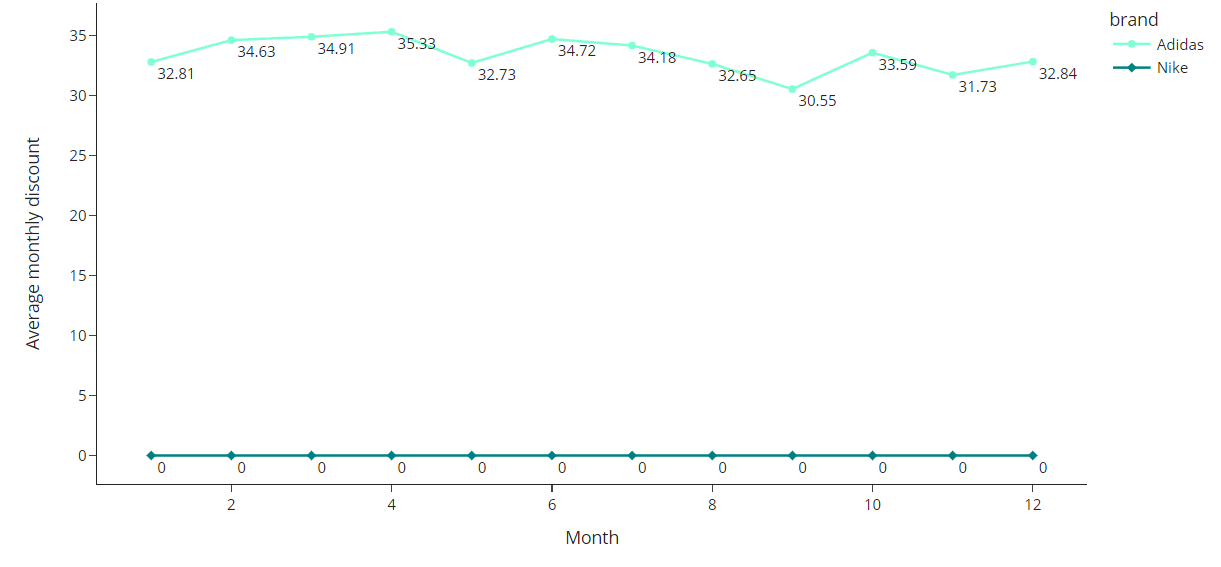 brand
Adidas
Nike
Average monthly discount
35
30
25
20
15
10
5
0
32.81
34.63
34.91
35.33
32.73
34.72
34.18
32.65
30.55
33.59
31.73
32.84
0 0 0 0 0 0 0 0 0 0 0 0
2 4 6 8 10 12
Month